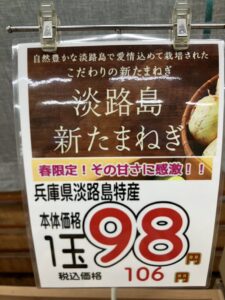 自然豊かな淡路島で愛情込めて栽培された
こだわりの新たまねぎ
淡路島
新たまねぎ
春限定！その甘さに感激！！
兵庫県淡路島特産
本体価格
1玉98円
税込価格 106 円